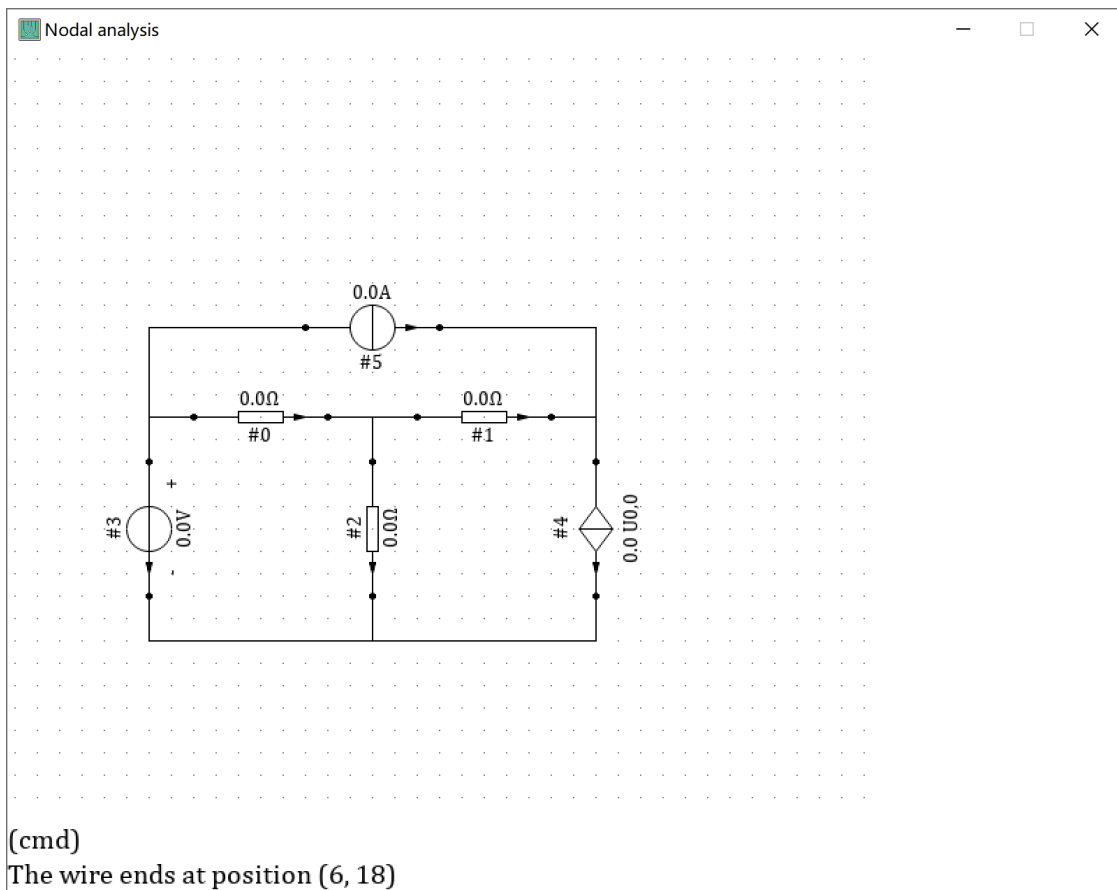 Nodal analysis
0.0A
#5
0.0Ω
0.0Ω
#0
#1
+
#3
0.0V
-
#2
0.0Ω
#4
0.0 U0,0
(cmd)
The wire ends at position (6, 18)